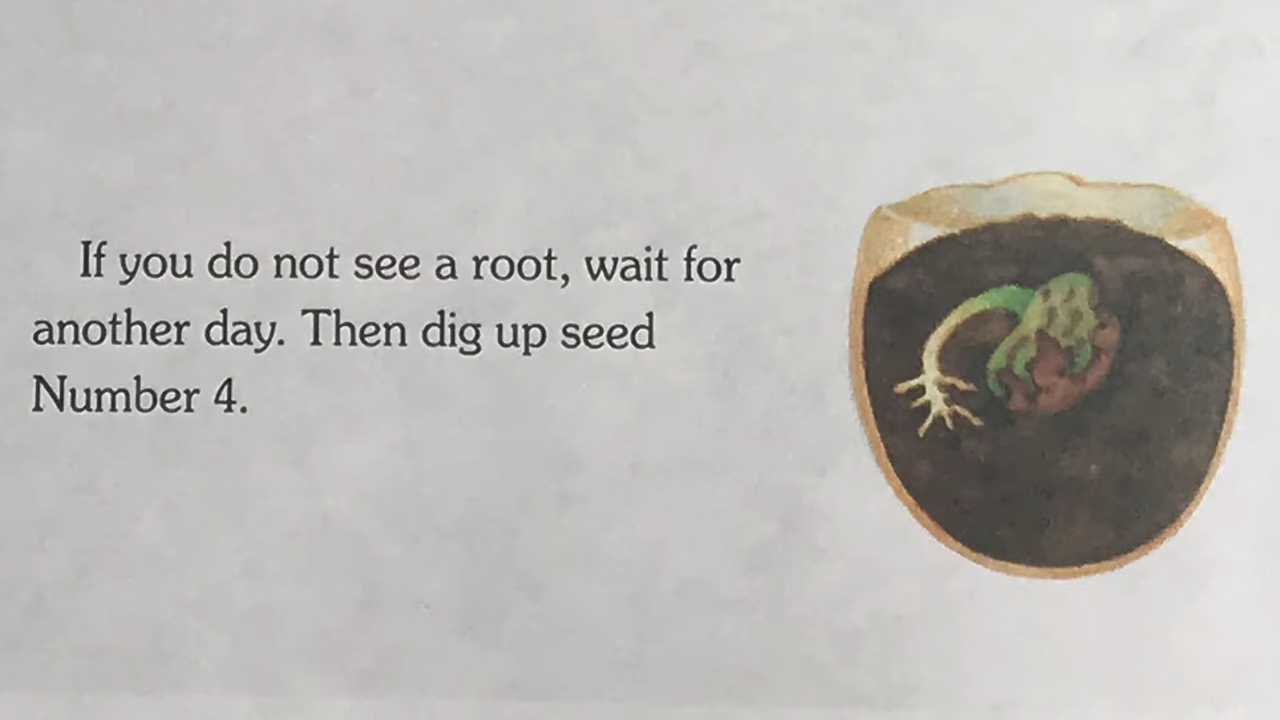 If you do not see a root, wait for
another day. Then dig up seed
Number 4.